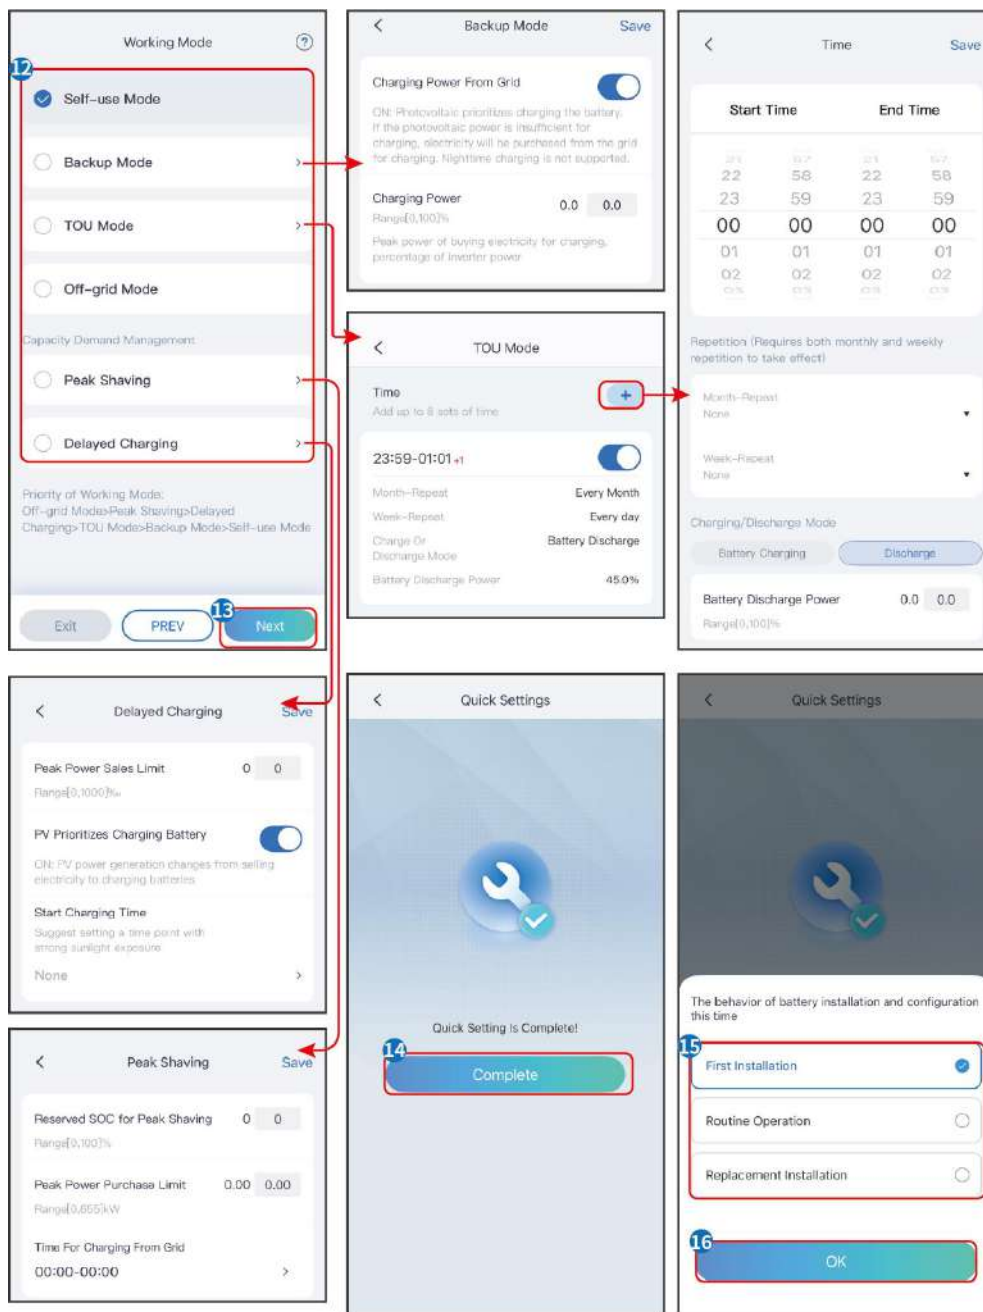 Working Mode
12
Self-use Mode
Backup Mode
TOU Mode
Off-grid Mode
Capacity Demand Management
Peak Shaving
Delayed Charging
Priority of Working Mode:
Off-grid Mode>Peak Shaving>Delayed
Charging>TOU Mode>Backup Mode>Self-use Mode
13
Exit
PREV
Next
Backup Mode
Save
Charging Power From Grid
ON: Photovoltaic prioritizes charging the battery.
If the photovoltaic power is insufficient for
charging, electricity will be purchased from the grid
for charging. Nighttime charging is not supported.
Charging Power
0.0 0.0
Range[0,100]%
Peak power of buying electricity for charging,
percentage of inverter power
TOU Mode
Time
+
Add up to 8 sets of time
23:59-01:01 +1
Month-Repeat Every Month
Week-Repeat Every day
Charge Or Battery Discharge
Discharge Mode
Battery Discharge Power 45.0%
Time
Save
Start Time End Time
21 57 21 57
22 58 22 58
23 59 23 59
00 00 00 00
01 01 01 01
02 02 02 02
03 03 03 03
Repetition (Requires both monthly and weekly
repetition to take effect)
Month-Repeat
None
Week-Repeat
None
Charging/Discharge Mode
Battery Charging
Discharge
Battery Discharge Power 0.0 0.0
Range[0,100]%
Delayed Charging
Save
Peak Power Sales Limit 0 0
Range[0,1000]‰
PV Prioritizes Charging Battery
ON: PV power generation changes from selling
electricity to charging batteries
Start Charging Time
Suggest setting a time point with
strong sunlight exposure
None
Peak Shaving
Save
Reserved SOC for Peak Shaving 0 0
Range[0,100]%
Peak Power Purchase Limit 0.00 0.00
Range[0,655]kW
Time For Charging From Grid
00:00-00:00
Quick Settings
Quick Setting Is Complete!
14
Complete
Quick Settings
The behavior of battery installation and configuration
this time
15
First Installation
Routine Operation
Replacement Installation
16
OK